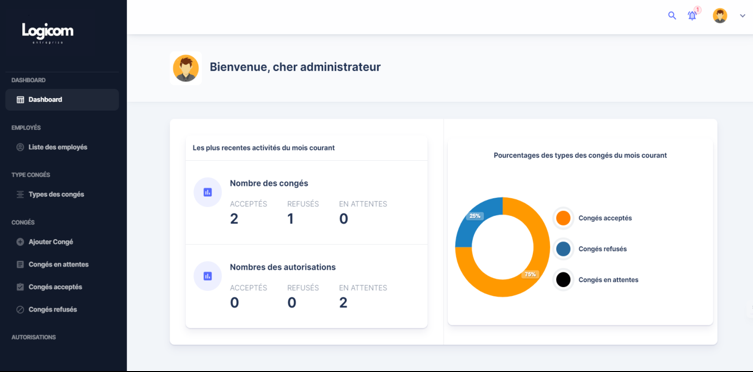 Logicom
entreprise
1
DASHBOARD
Dashboard
EMPLOYÉS
Liste des employés
TYPE CONGÉS
Types des congés
CONGÉS
Ajouter Congé
Congés en attentes
Congés acceptés
Congés refusés
AUTORISATIONS
Bienvenue, cher administrateur
Les plus recentes activités du mois courant
Nombre des congés
ACCEPTÉS REFUSÉS EN ATTENTES
2 1 0
Nombres des autorisations
ACCEPTÉS REFUSÉS EN ATTENTES
0 0 2
Pourcentages des types des congés du mois courant
25%
75%
Congés acceptés
Congés refusés
Congés en attentes